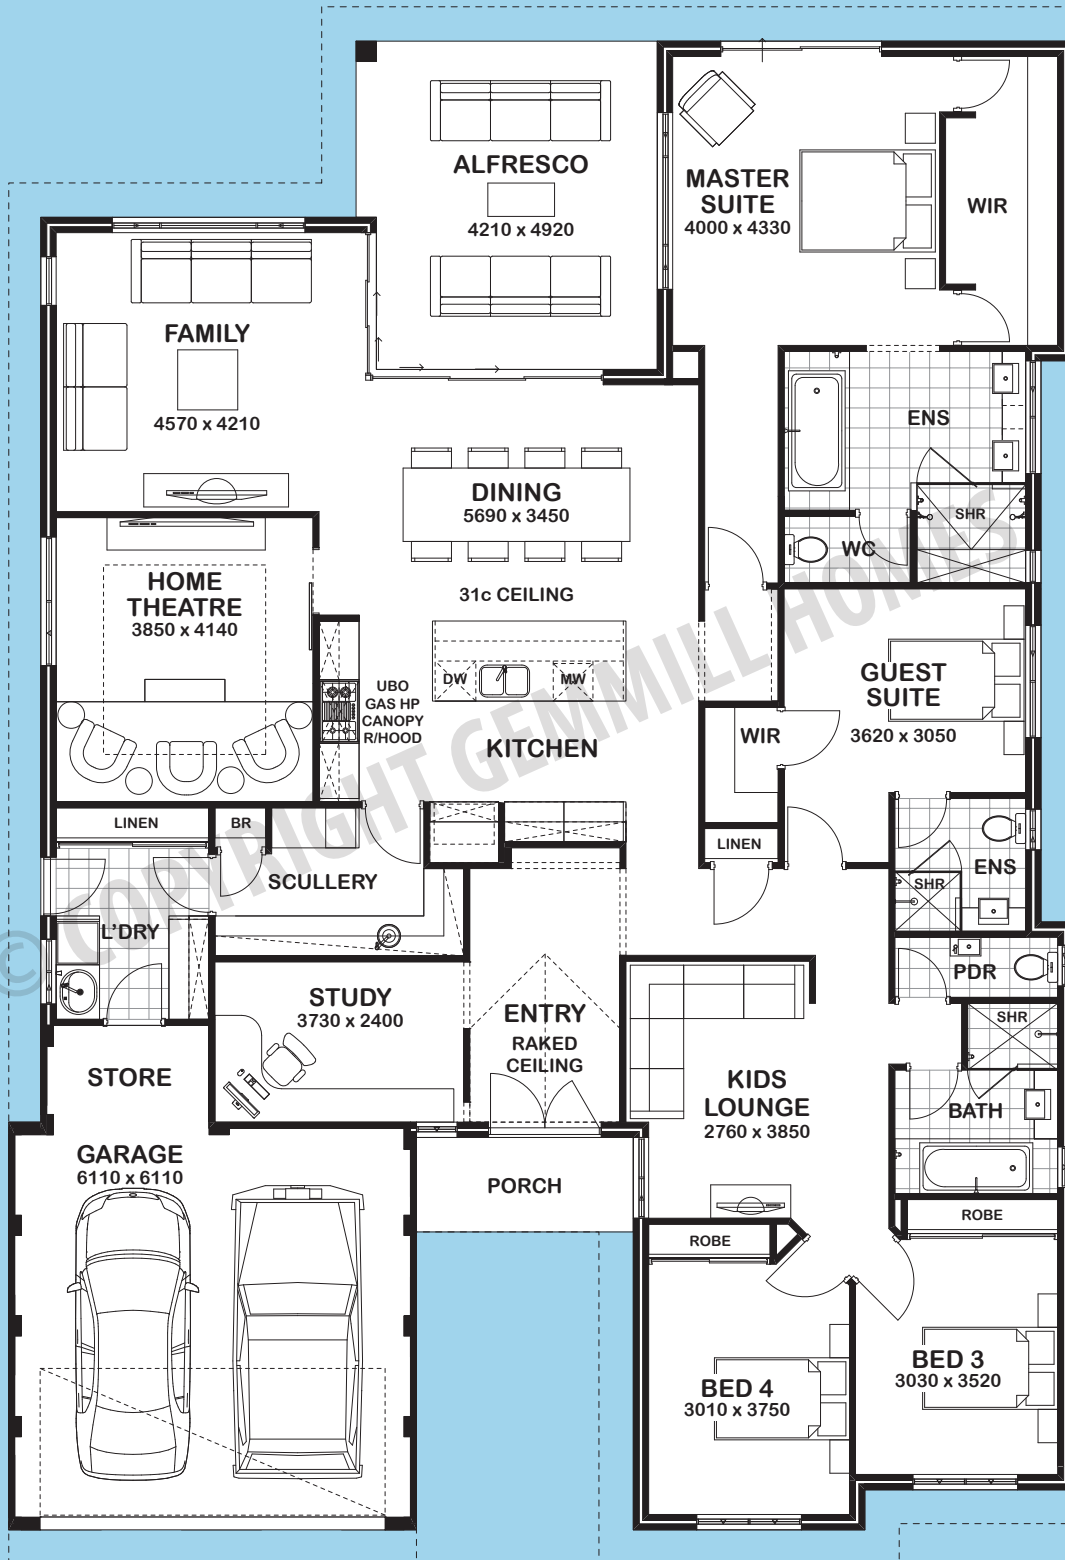 ALFRESCO
4210 x 4920
MASTER
SUITE
4000 x 4330
WIR
FAMILY
4570 x 4210
ENS
DINING
5690 x 3450
SHR
WC
31c CEILING
HOME
THEATRE
3850 x 4140
DW
MW
UBO
GAS HP
CANOPY
R/HOOD
KITCHEN
GUEST
SUITE
3620 x 3050
WIR
LINEN
BR
SCULLERY
LINEN
ENS
SHR
L'DRY
PDR
STUDY
3730 x 2400
ENTRY
RAKED
CEILING
SHR
STORE
KIDS
LOUNGE
2760 x 3850
BATH
GARAGE
6110 x 6110
PORCH
ROBE
ROBE
BED 4
3010 x 3750
BED 3
3030 x 3520
© COPYRIGHT GEMMILL HOMES